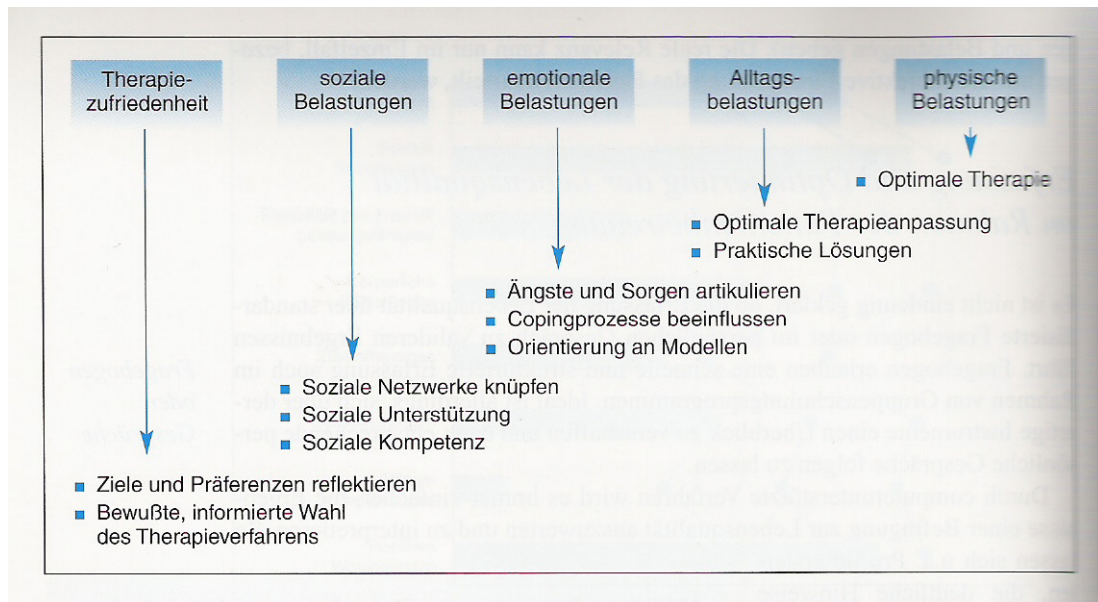 Therapie-
zufriedenheit
soziale
Belastungen
emotionale
Belastungen
Alltags-
belastungen
physische
Belastungen
Optimale Therapie
Optimale Therapieanpassung
Praktische Lösungen
Ängste und Sorgen artikulieren
Copingprozesse beeinflussen
Orientierung an Modellen
Soziale Netzwerke knüpfen
Soziale Unterstützung
Soziale Kompetenz
Ziele und Präferenzen reflektieren
Bewußte, informierte Wahl
des Therapieverfahrens